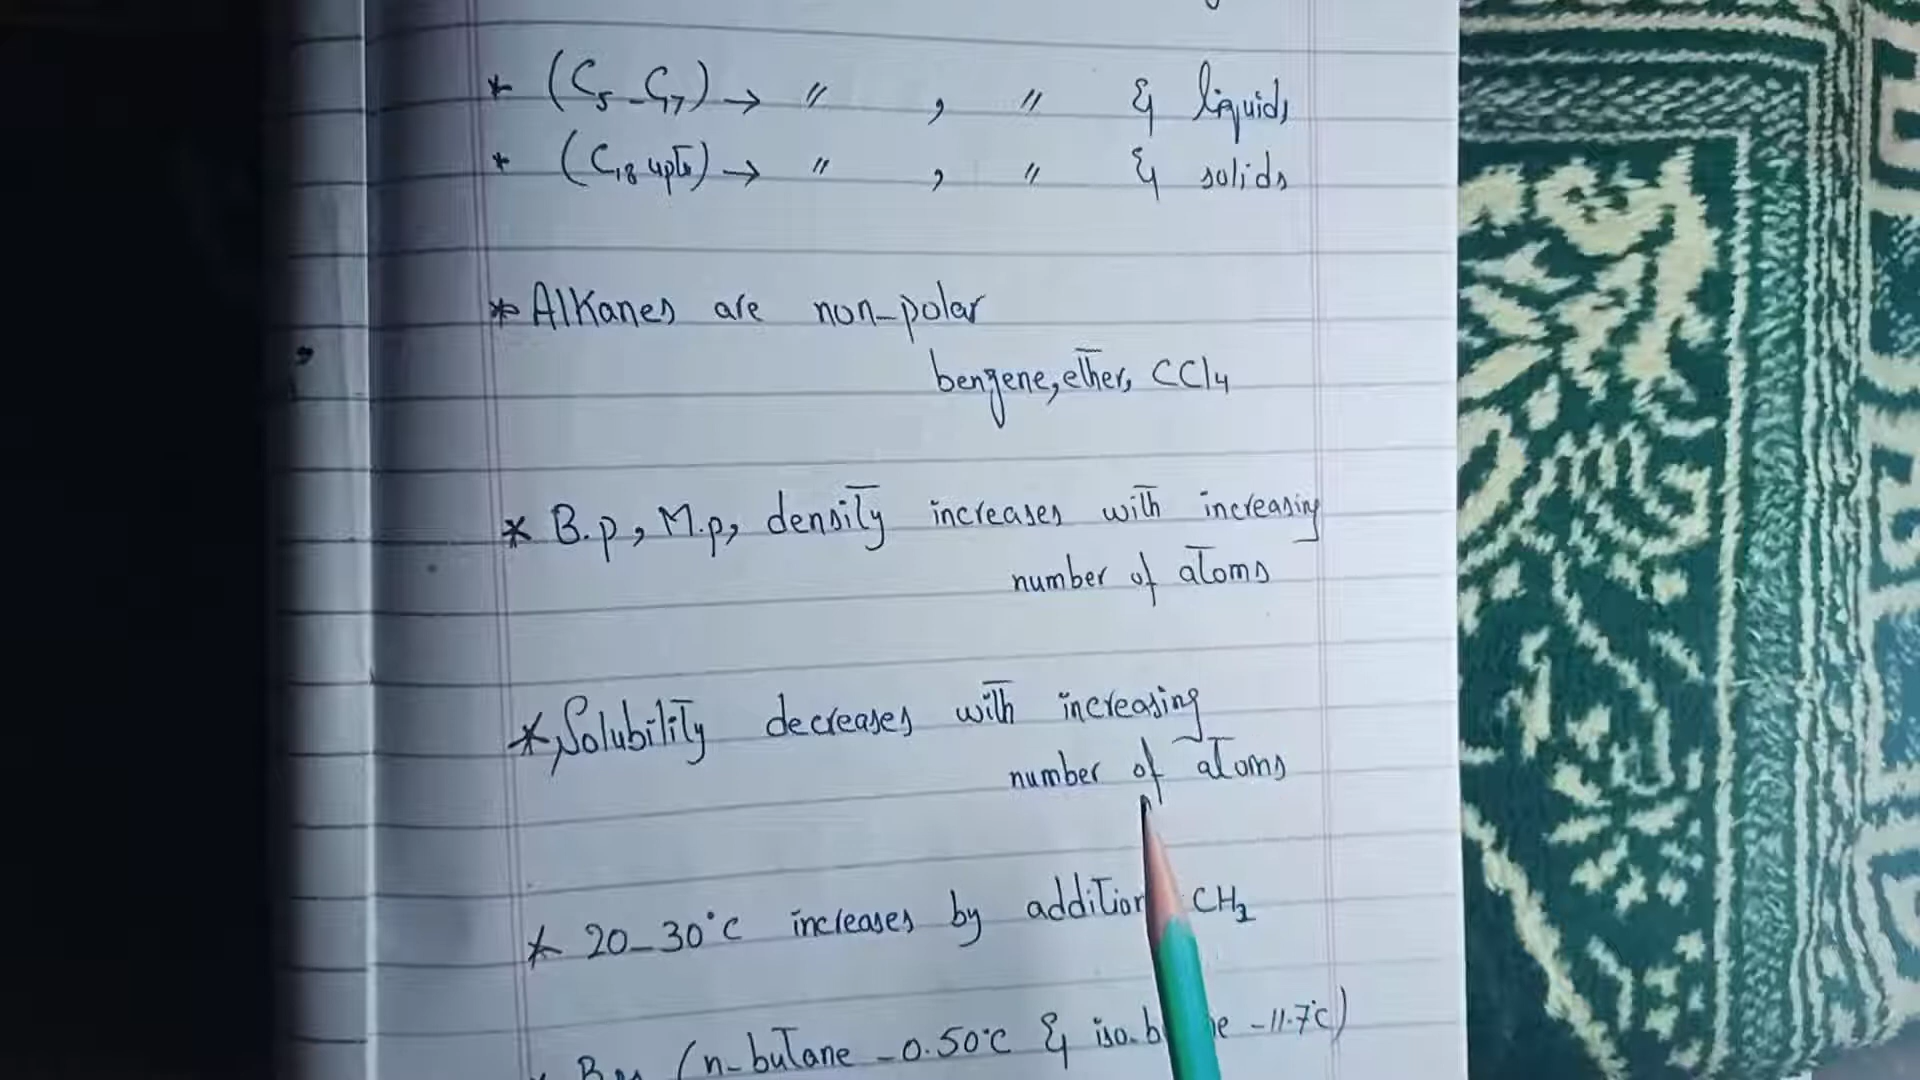 * (C5-C17) → " , " & liquids
* (C18 upto) → " , " & solids
* Alkanes are non-polar
benzene, ether, CCl4
* B.p, M.p, density increases with increasing
number of atoms
* Solubility decreases with increasing
number of atoms
* 20-30°C increases by addition CH2
(n-butane -0.50°C & -11.7°C)